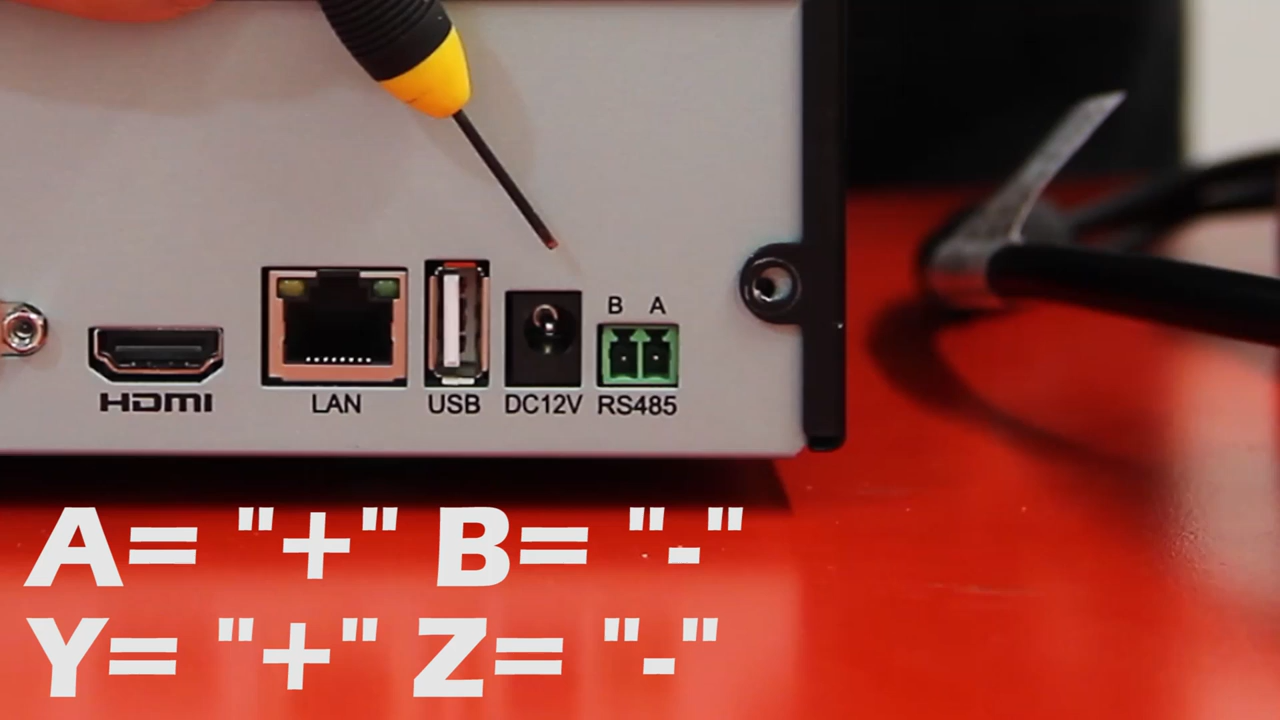 B A
HDMI LAN USB DC12V RS485
A= "+" B= "-"
Y= "+" Z= "-"